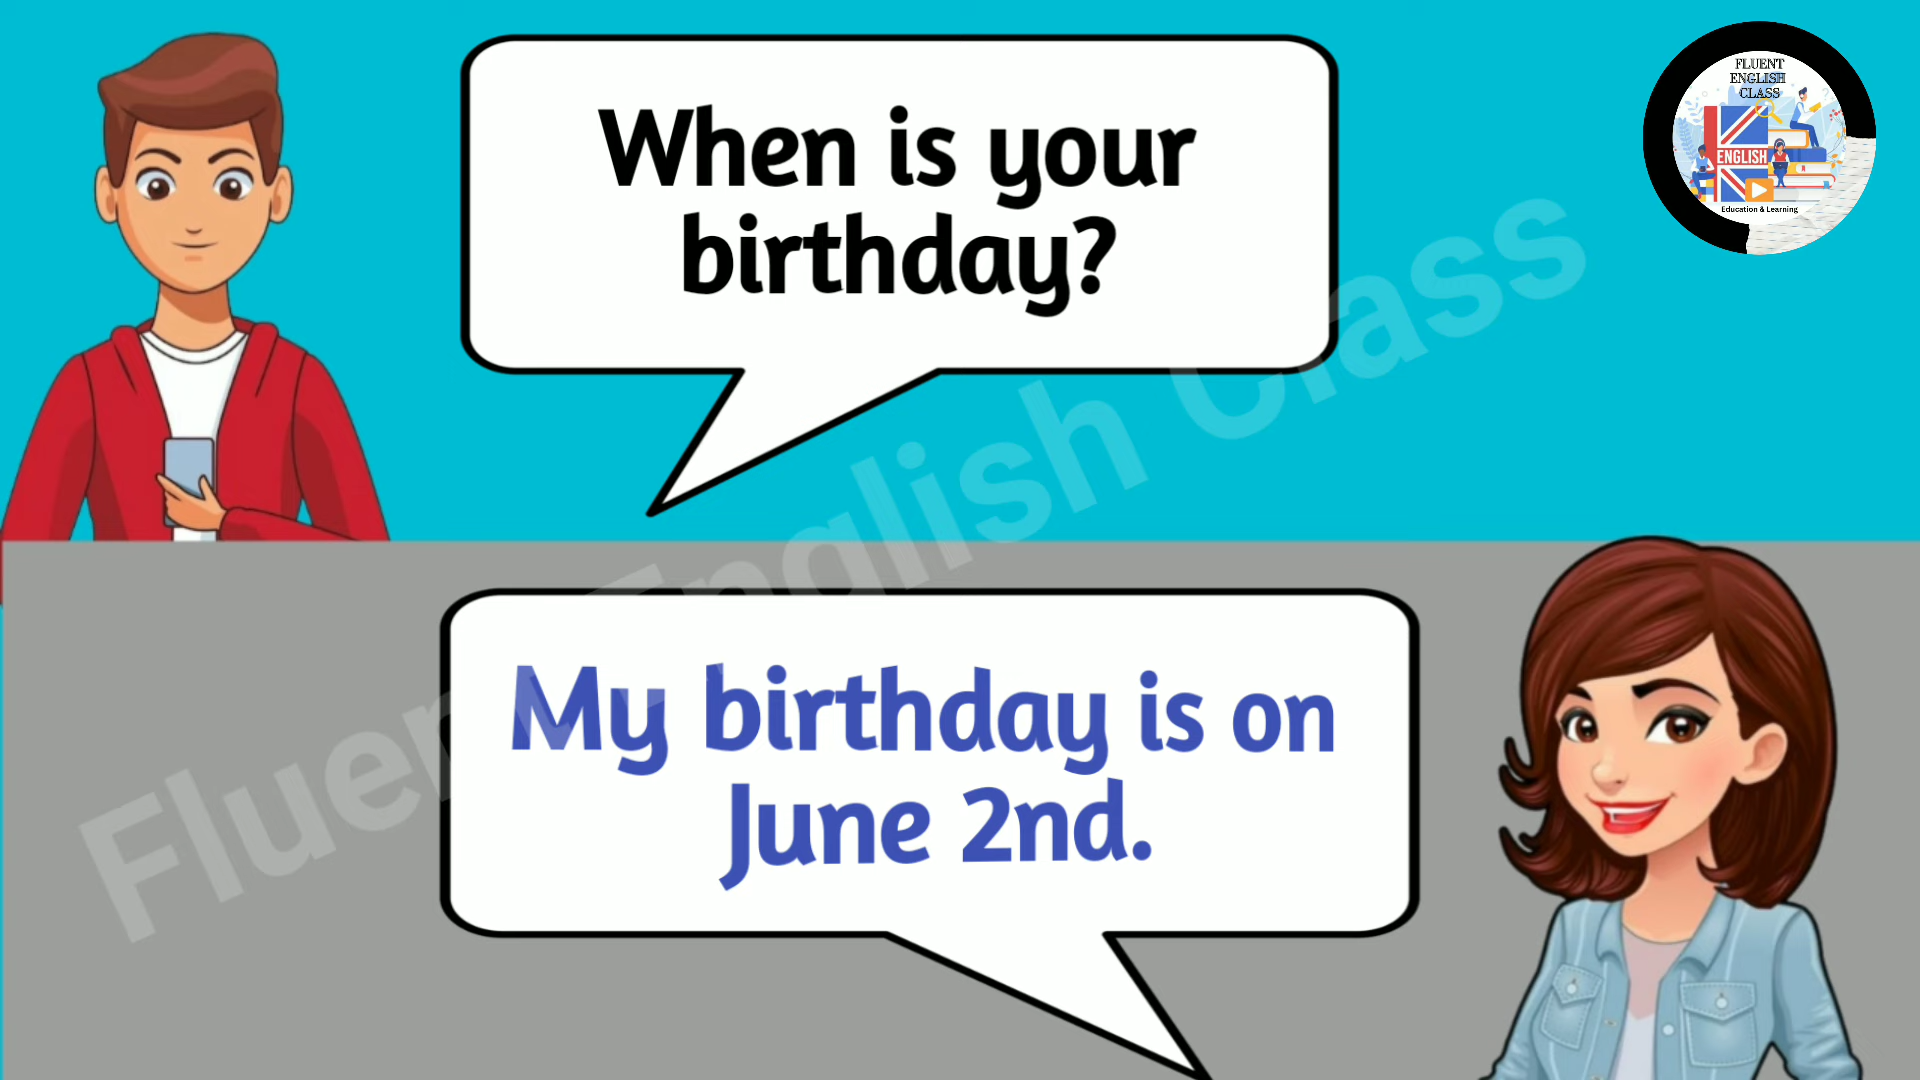 When is your
birthday?
FLUENT
ENGLISH
CLASS
ENGLISH
Education & Learning
My birthday is on
June 2nd.
Fluent English Class